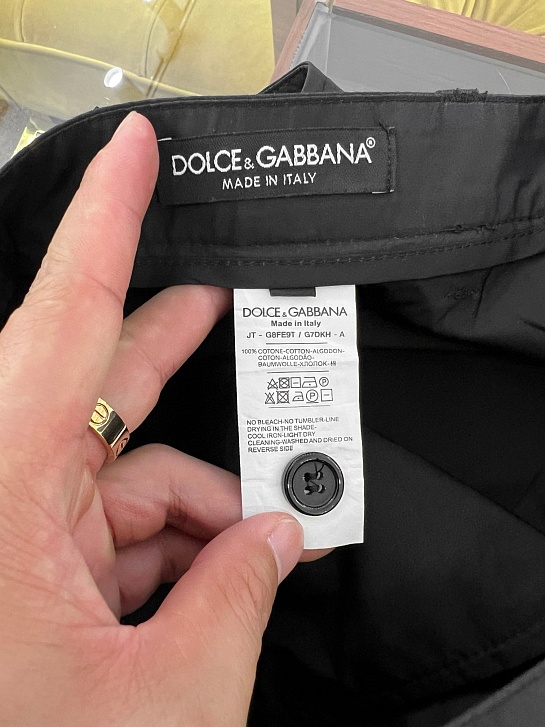 DOLCE & GABBANA®
MADE IN ITALY
DOLCE & GABBANA
Made in Italy
JT - G8FE9T / G7DKH - A
100% COTONE-COTTON-ALGODON-
COTON-ALGODÃO-
BAUMWOLLE-ХЛОПОК-棉
NO BLEACH-NO TUMBLER-LINE
DRYING IN THE SHADE-
COOL IRON-LIGHT DRY
CLEANING-WASHED AND DRIED ON
REVERSE SIDE